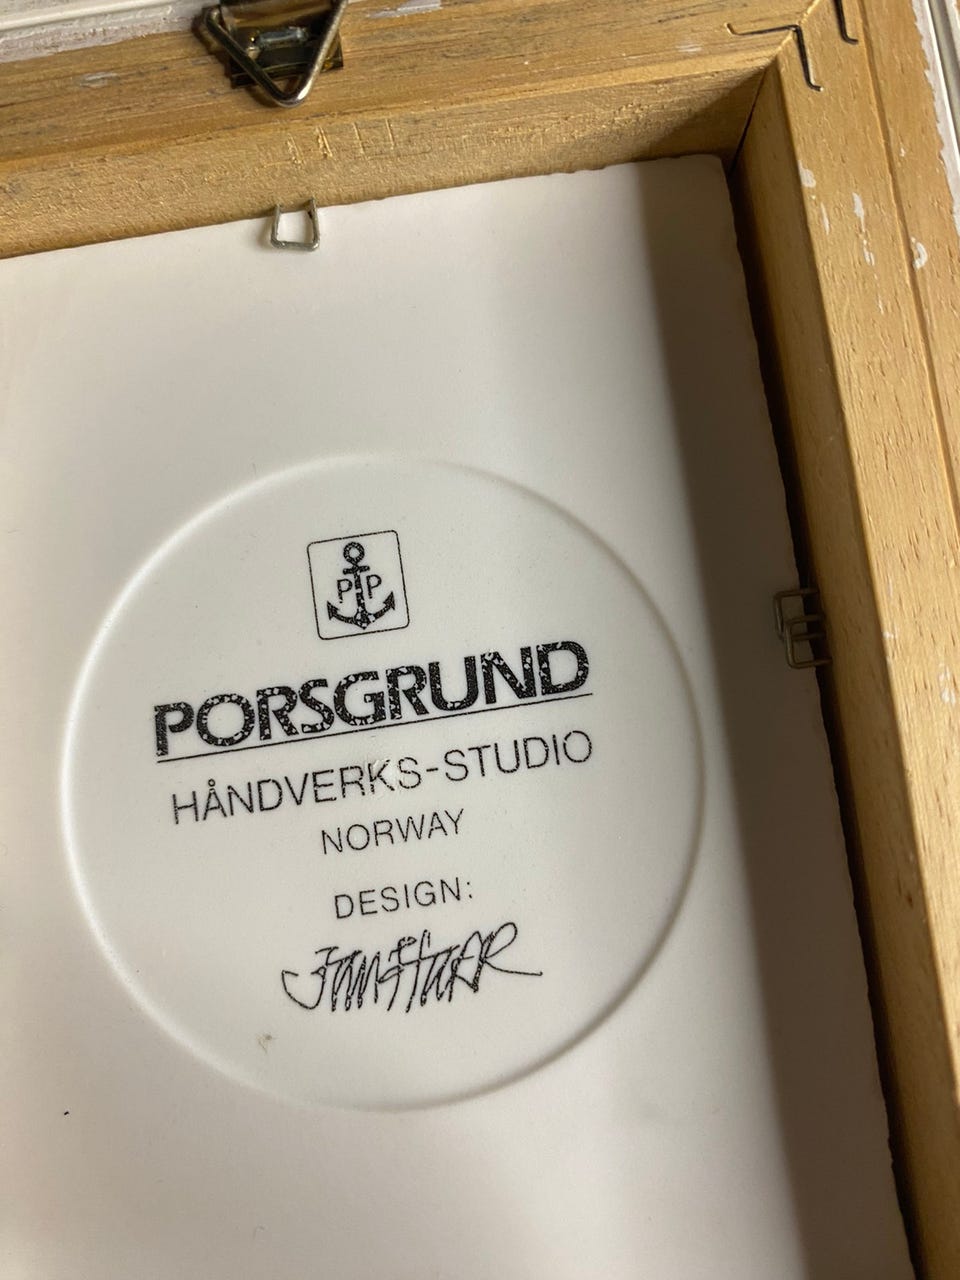 PP
PORSGRUND
HÅNDVERKS-STUDIO
NORWAY
DESIGN: